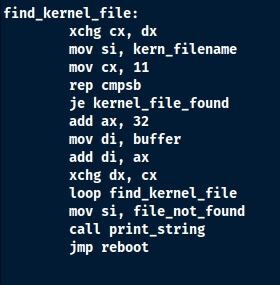 find_kernel_file:
xchg cx, dx
mov si, kern_filename
mov cx, 11
rep cmpsb
je kernel_file_found
add ax, 32
mov di, buffer
add di, ax
xchg dx, cx
loop find_kernel_file
mov si, file_not_found
call print_string
jmp reboot